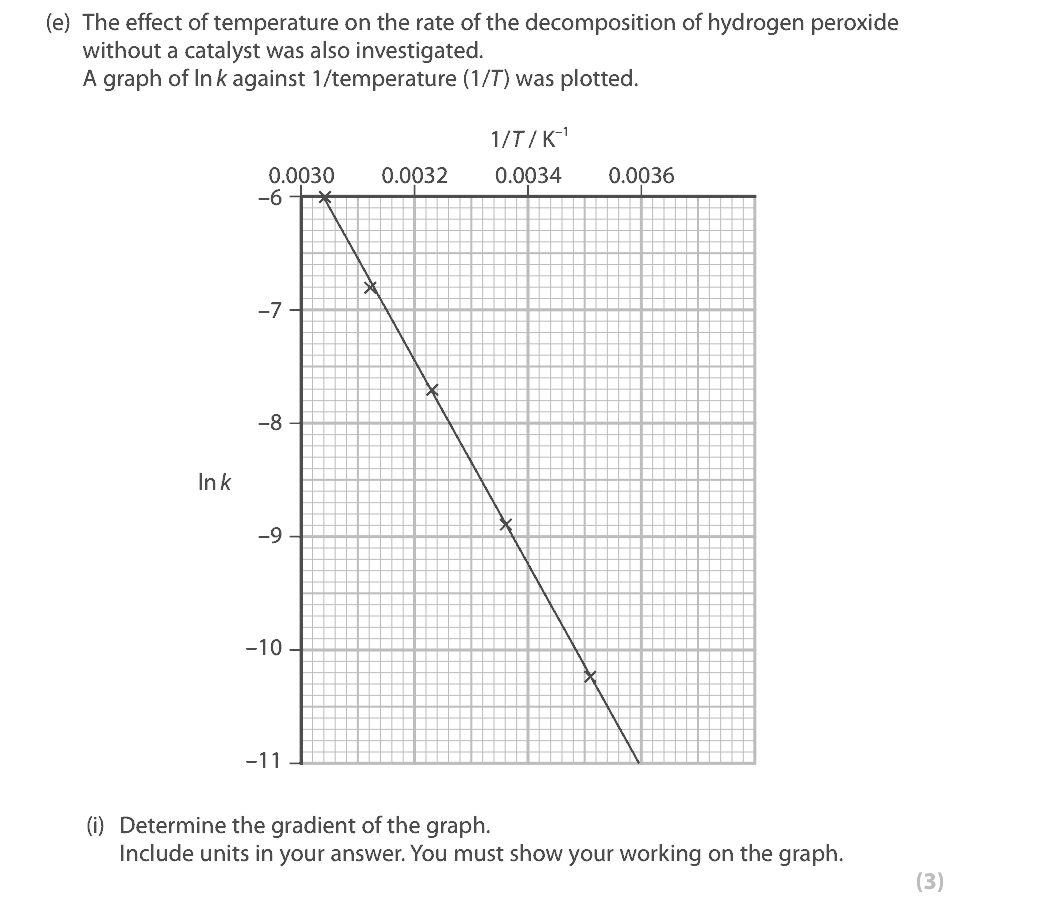 (e) The effect of temperature on the rate of the decomposition of hydrogen peroxide
without a catalyst was also investigated.
A graph of ln k against 1/temperature (1/T) was plotted.
1/T / K⁻¹
0.0030 0.0032 0.0034 0.0036
–6
–7
–8
ln k
–9
–10
–11
(i) Determine the gradient of the graph.
Include units in your answer. You must show your working on the graph.
(3)